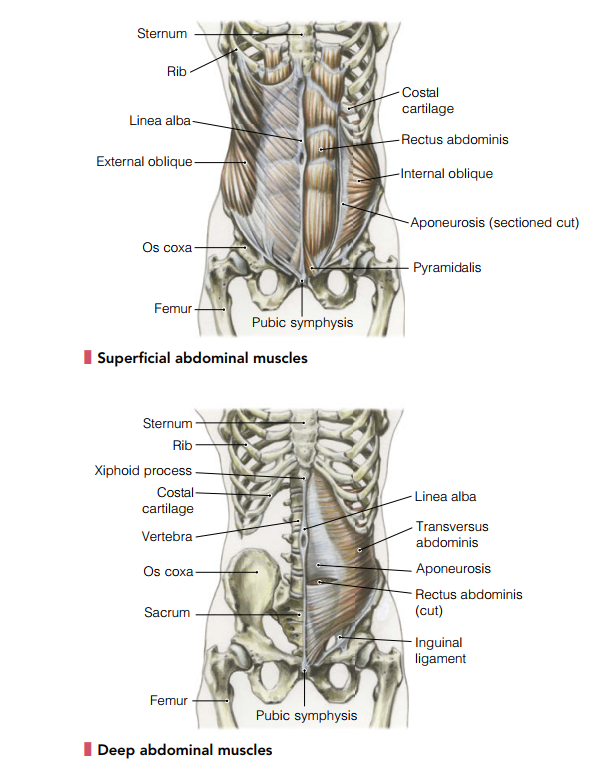 Sternum
Rib
Linea alba
External oblique
Os coxa
Femur
Pubic symphysis
Costal
cartilage
Rectus abdominis
Internal oblique
Aponeurosis (sectioned cut)
Pyramidalis
Superficial abdominal muscles
Sternum
Rib
Xiphoid process
Costal
cartilage
Vertebra
Os coxa
Sacrum
Femur
Pubic symphysis
Linea alba
Transversus
abdominis
Aponeurosis
Rectus abdominis
(cut)
Inguinal
ligament
Deep abdominal muscles